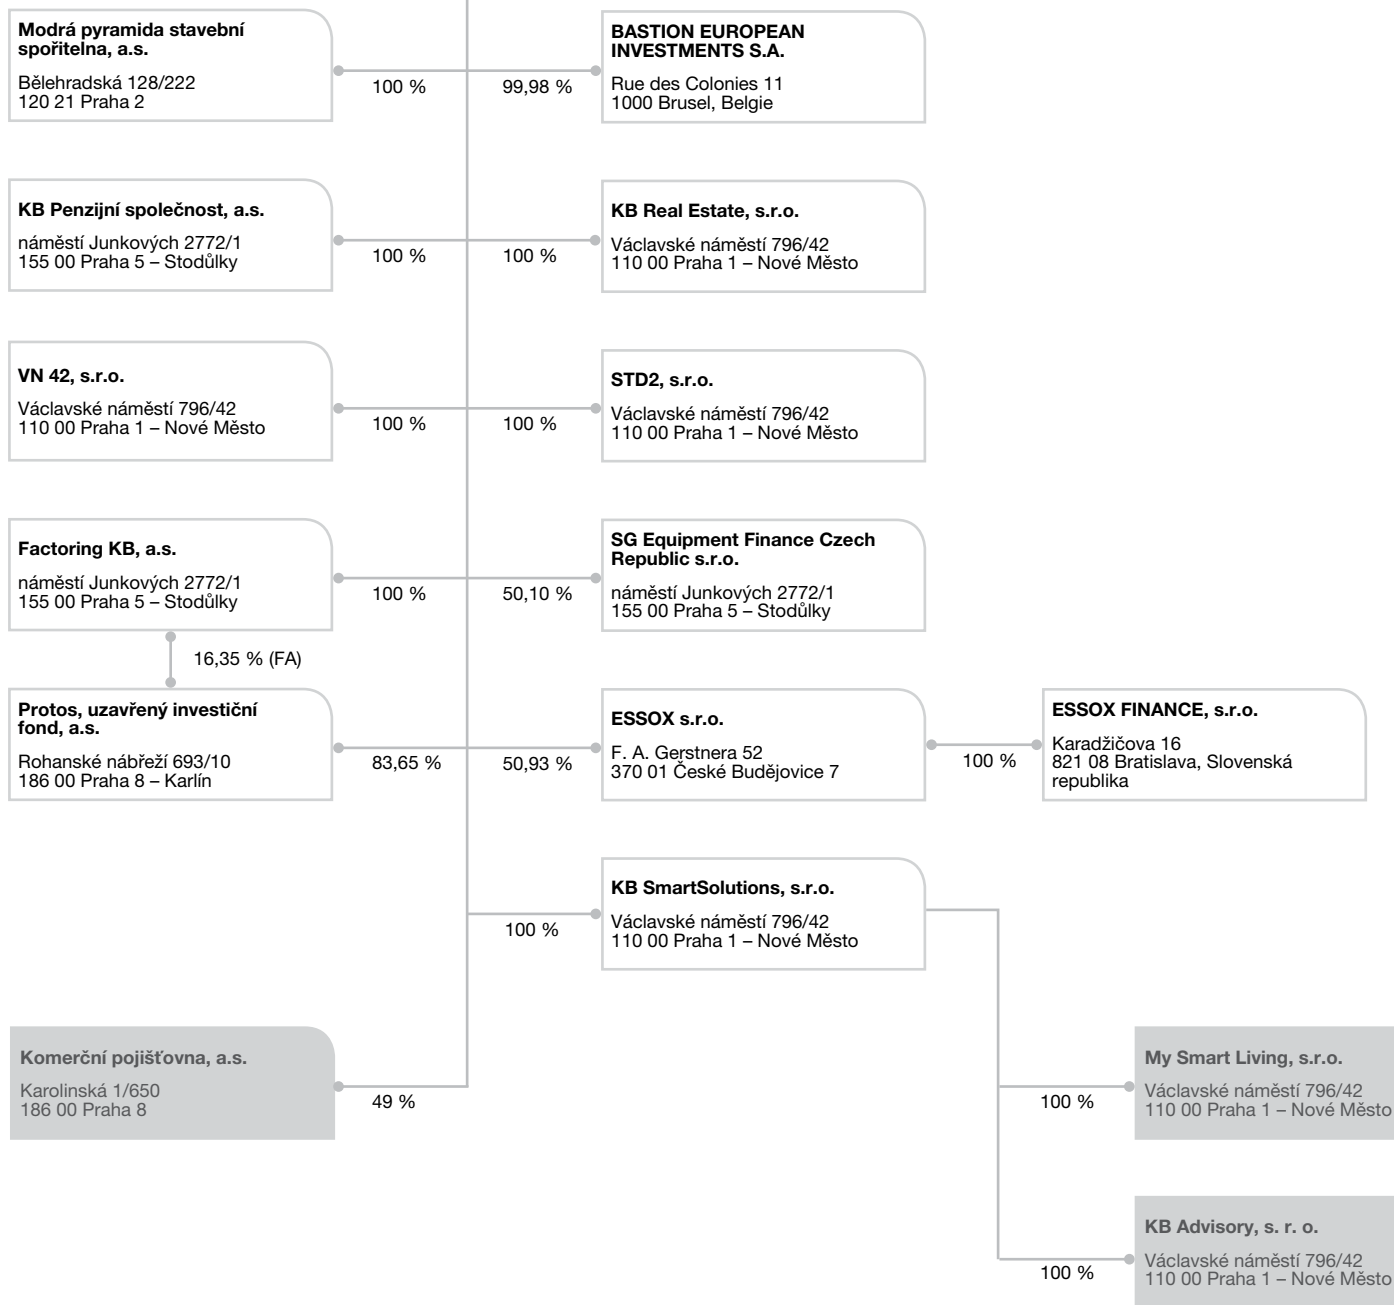 Modrá pyramida stavební
spořitelna, a.s.
Bělehradská 128/222
120 21 Praha 2
100 %
99,98 %
BASTION EUROPEAN
INVESTMENTS S.A.
Rue des Colonies 11
1000 Brusel, Belgie
KB Penzijní společnost, a.s.
náměstí Junkových 2772/1
155 00 Praha 5 – Stodůlky
100 %
100 %
KB Real Estate, s.r.o.
Václavské náměstí 796/42
110 00 Praha 1 – Nové Město
VN 42, s.r.o.
Václavské náměstí 796/42
110 00 Praha 1 – Nové Město
100 %
100 %
STD2, s.r.o.
Václavské náměstí 796/42
110 00 Praha 1 – Nové Město
Factoring KB, a.s.
náměstí Junkových 2772/1
155 00 Praha 5 – Stodůlky
100 %
50,10 %
SG Equipment Finance Czech
Republic s.r.o.
náměstí Junkových 2772/1
155 00 Praha 5 – Stodůlky
16,35 % (FA)
Protos, uzavřený investiční
fond, a.s.
Rohanské nábřeží 693/10
186 00 Praha 8 – Karlín
83,65 %
50,93 %
ESSOX s.r.o.
F. A. Gerstnera 52
370 01 České Budějovice 7
100 %
ESSOX FINANCE, s.r.o.
Karadžičova 16
821 08 Bratislava, Slovenská
republika
100 %
KB SmartSolutions, s.r.o.
Václavské náměstí 796/42
110 00 Praha 1 – Nové Město
Komerční pojišťovna, a.s.
Karolinská 1/650
186 00 Praha 8
49 %
100 %
My Smart Living, s.r.o.
Václavské náměstí 796/42
110 00 Praha 1 – Nové Město
100 %
KB Advisory, s. r. o.
Václavské náměstí 796/42
110 00 Praha 1 – Nové Město